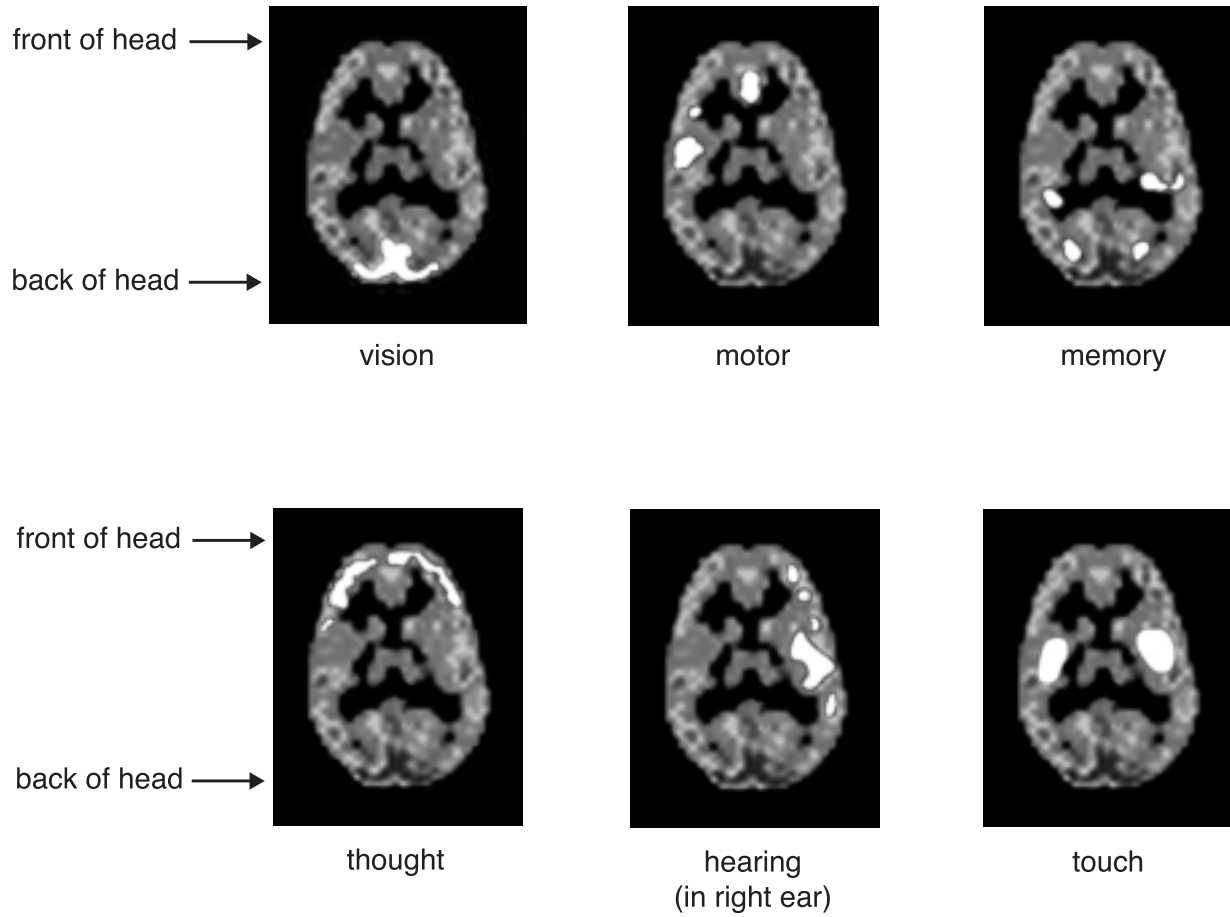 front of head
back of head
vision
motor
memory
front of head
back of head
thought
hearing
(in right ear)
touch